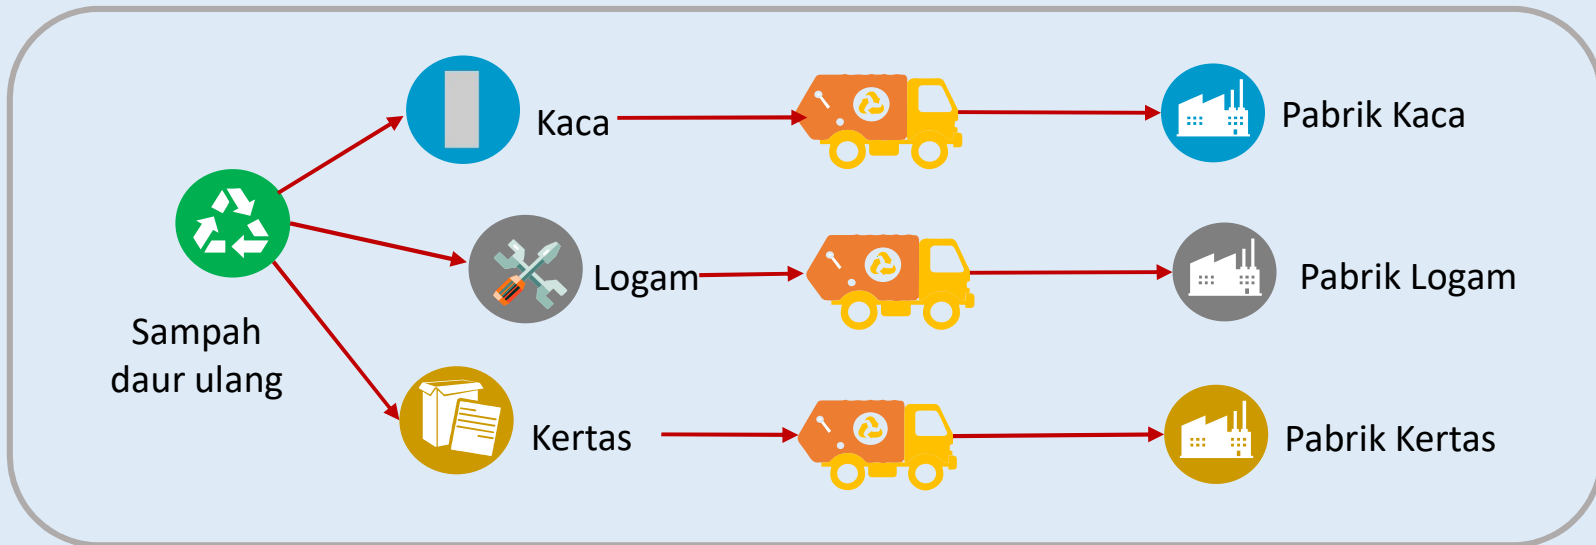 Kaca
Pabrik Kaca
Logam
Pabrik Logam
Sampah
daur ulang
Kertas
Pabrik Kertas